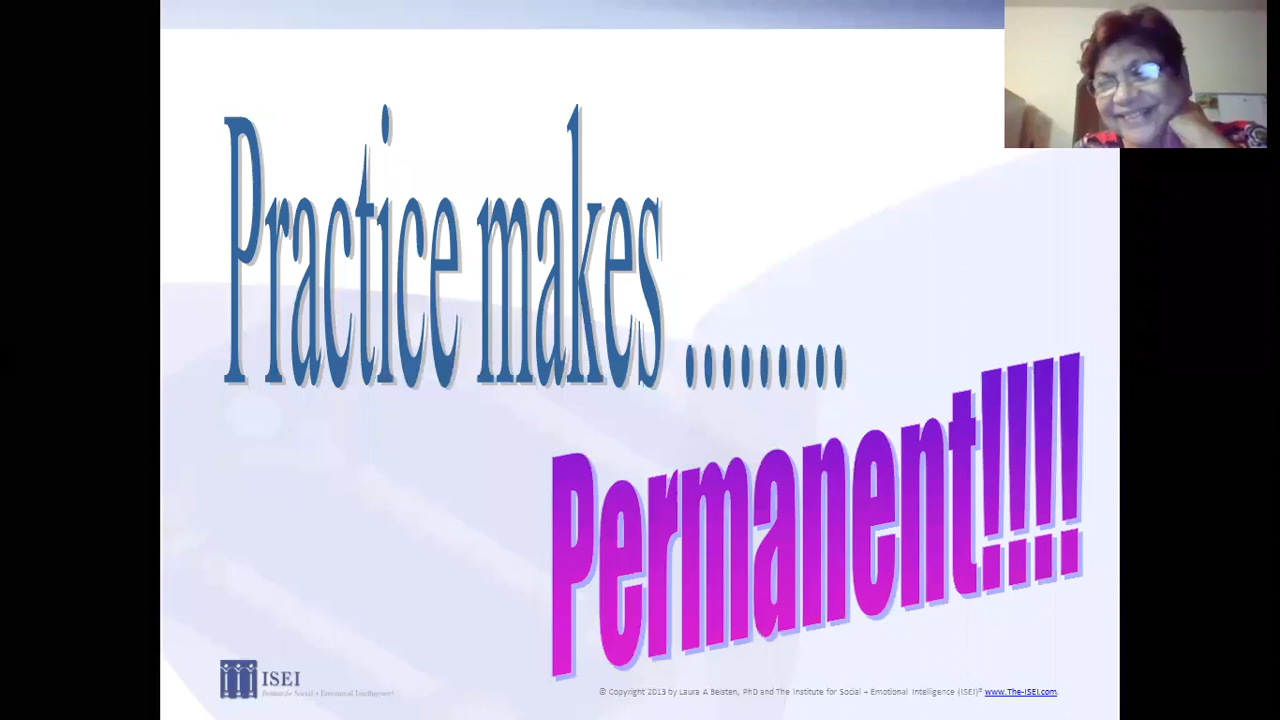 Practice makes .........
Permanent!!!!
ISEI
© Copyright 2013 by Laura A Belsten, PhD and The Institute for Social + Emotional Intelligence (ISEI)® www.The-ISEI.com.